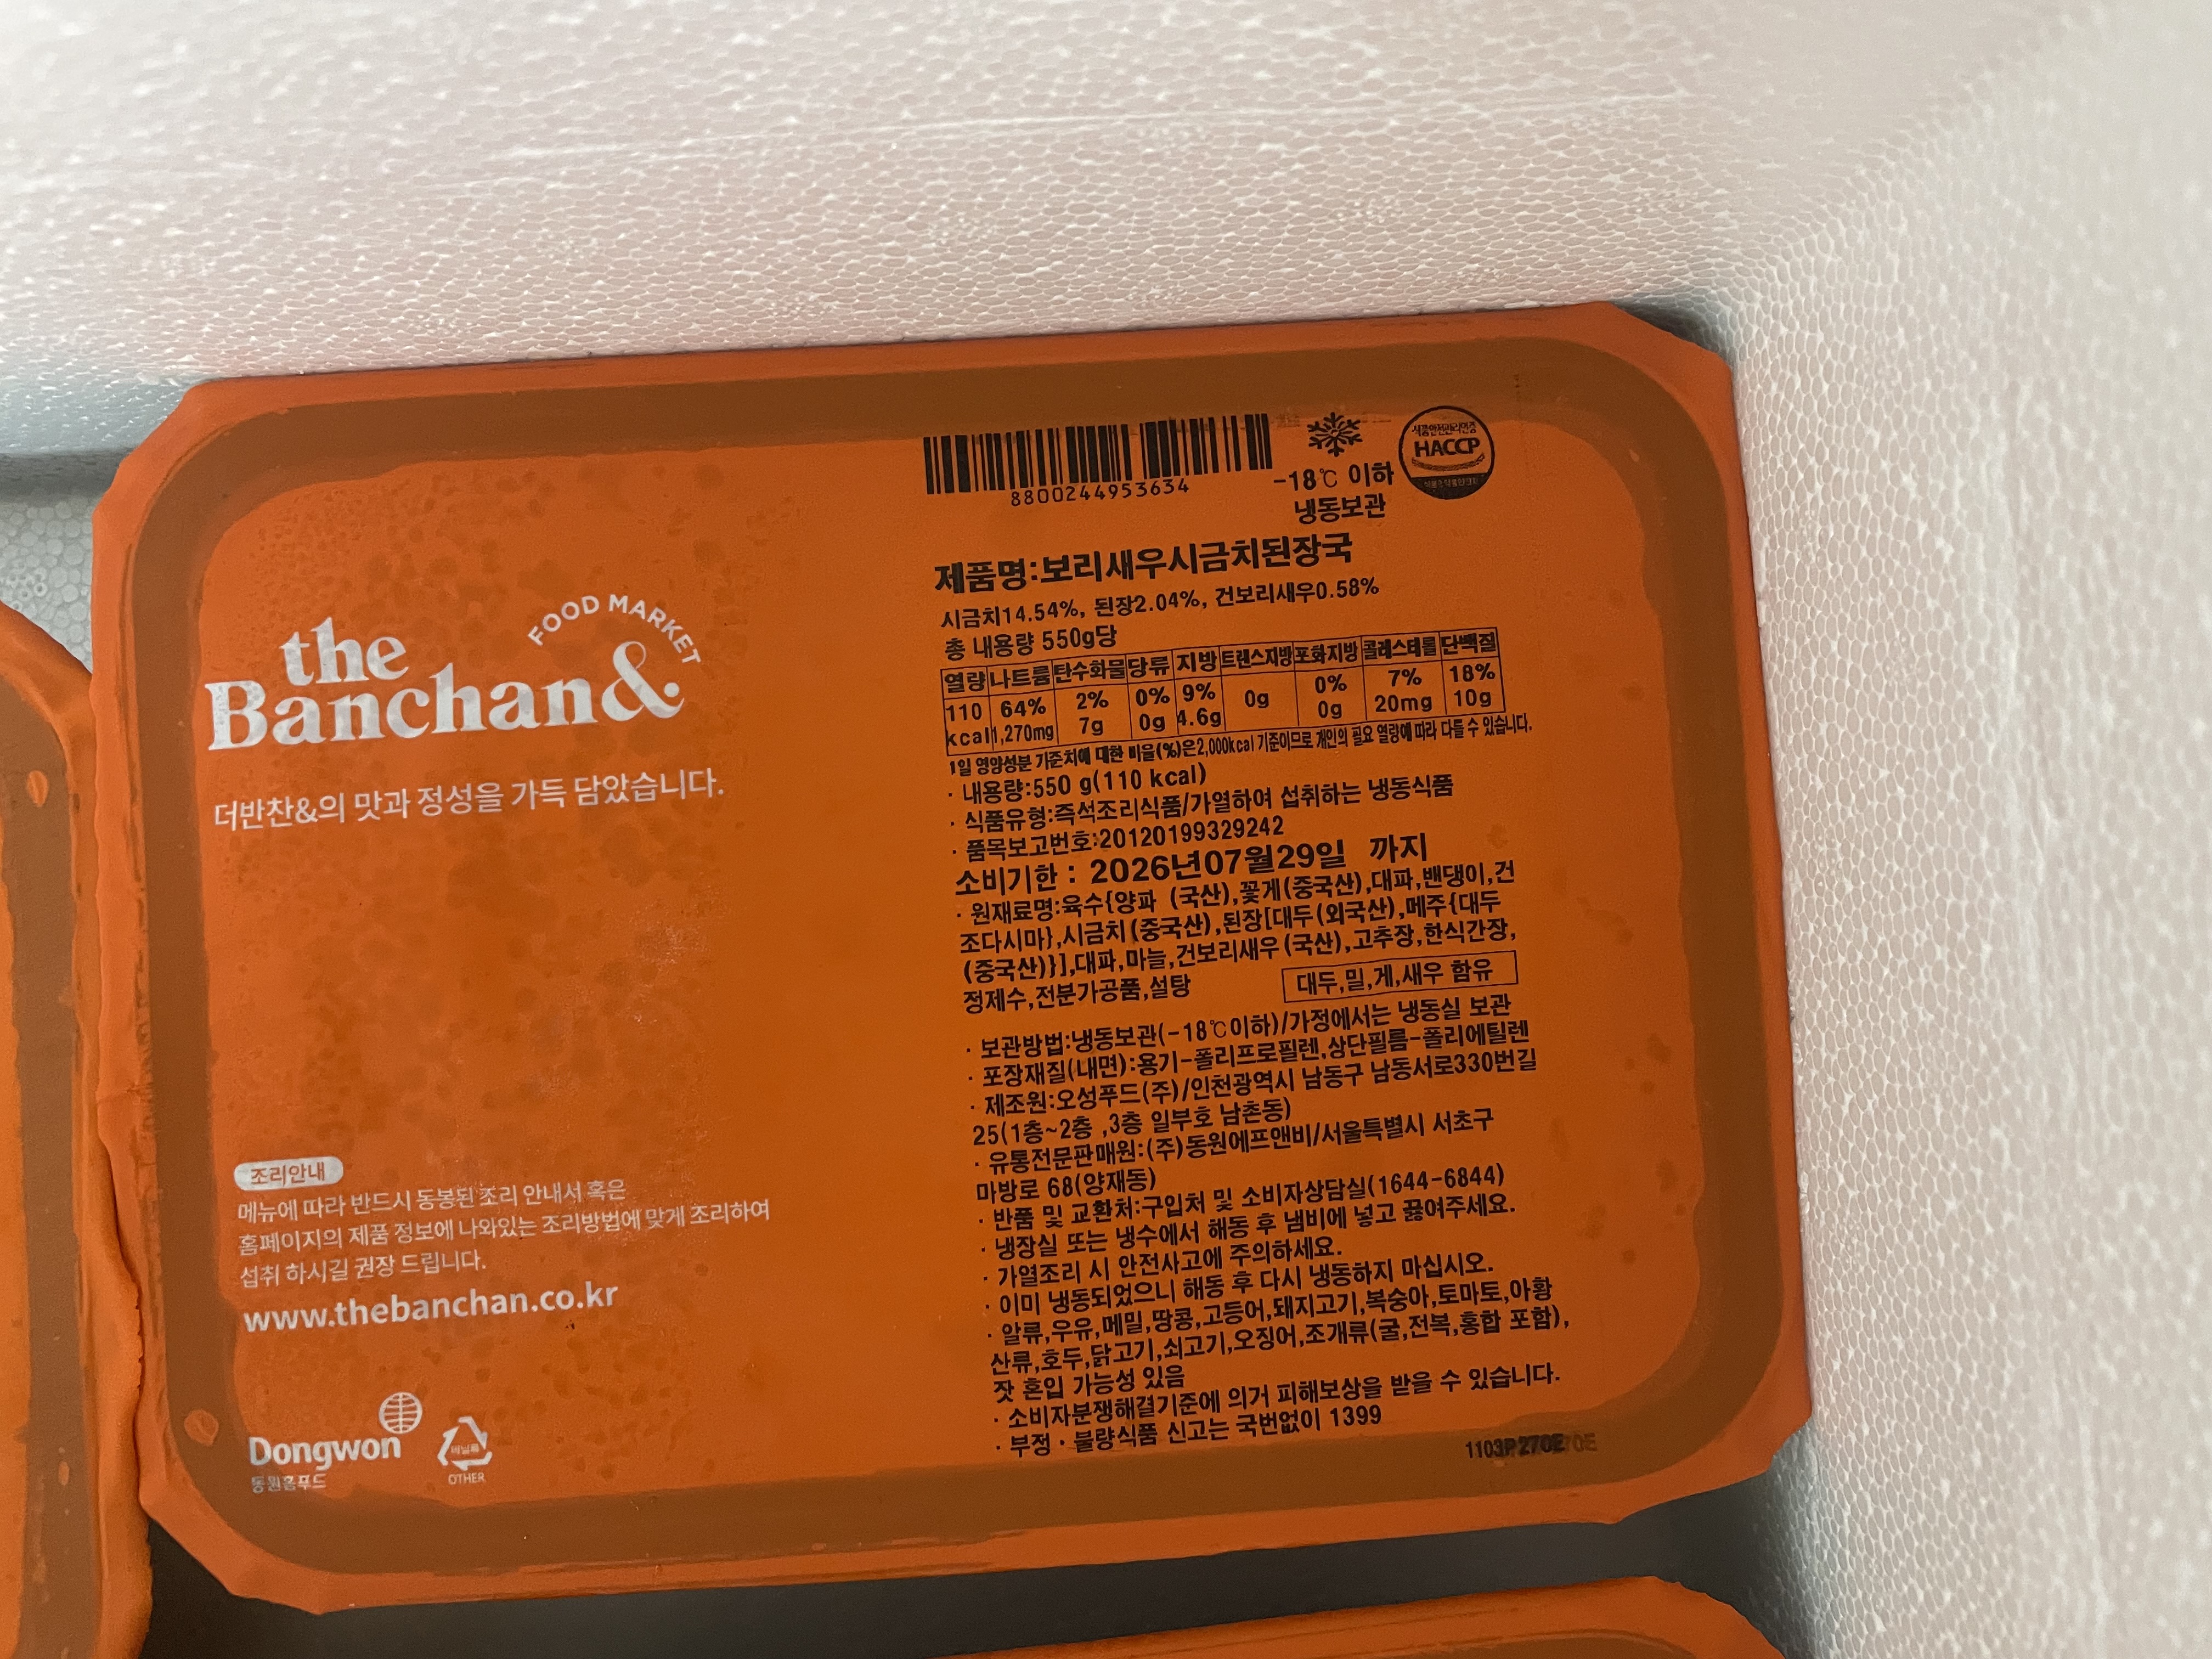 the
Banchan&
FOOD MARKET
더반찬&의 맛과 정성을 가득 담았습니다.
조리안내
메뉴에 따라 반드시 동봉된 조리 안내서 혹은
홈페이지의 제품 정보에 나와있는 조리방법에 맞게 조리하여
섭취 하시길 권장 드립니다.
www.thebanchan.co.kr
Dongwon
동원홈푸드
비닐류
OTHER
8800244953634
-18℃ 이하
냉동보관
식품안전관리인증
HACCP
제품명:보리새우시금치된장국
시금치14.54%, 된장2.04%, 건보리새우0.58%
총 내용량 550g당
열량 나트륨 탄수화물 당류 지방 트랜스지방 포화지방 콜레스테롤 단백질
110 64% 2% 0% 9% 0g 0% 7% 18%
kcal 1,270mg 7g 0g 4.6g 0g 20mg 10g
1일 영양성분 기준치에 대한 비율(%)은2,000kcal 기준이므로 개인의 필요 열량에 따라 다를 수 있습니다.
· 내용량:550 g(110 kcal)
· 식품유형:즉석조리식품/가열하여 섭취하는 냉동식품
· 품목보고번호:20120199329242
소비기한 : 2026년07월29일 까지
· 원재료명:육수{양파 (국산),꽃게(중국산),대파,밴댕이,건
조다시마},시금치(중국산),된장[대두(외국산),메주{대두
(중국산)}],대파,마늘,건보리새우(국산),고추장,한식간장,
정제수,전분가공품,설탕
대두,밀,게,새우 함유
· 보관방법:냉동보관(-18℃이하)/가정에서는 냉동실 보관
· 포장재질(내면):용기-폴리프로필렌,상단필름-폴리에틸렌
· 제조원:오성푸드(주)/인천광역시 남동구 남동서로330번길
25(1층~2층 ,3층 일부호 남촌동)
· 유통전문판매원:(주)동원에프앤비/서울특별시 서초구
마방로 68(양재동)
· 반품 및 교환처:구입처 및 소비자상담실(1644-6844)
· 냉장실 또는 냉수에서 해동 후 냄비에 넣고 끓여주세요.
· 가열조리 시 안전사고에 주의하세요.
· 이미 냉동되었으니 해동 후 다시 냉동하지 마십시오.
· 알류,우유,메밀,땅콩,고등어,돼지고기,복숭아,토마토,아황
산류,호두,닭고기,쇠고기,오징어,조개류(굴,전복,홍합 포함),
잣 혼입 가능성 있음
· 소비자분쟁해결기준에 의거 피해보상을 받을 수 있습니다.
· 부정 · 불량식품 신고는 국번없이 1399